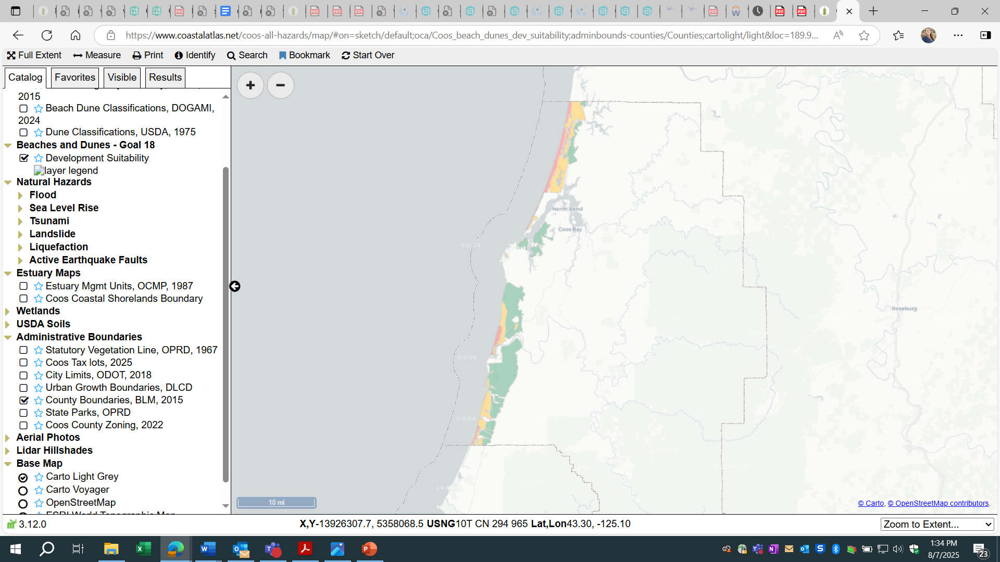 https://www.coastalatlas.net/coos-all-hazards/map/#on=sketch/default;oca/Coos_beach_dunes_dev_suitability;adminbounds-counties/Counties;cartolight/light&loc=189.9...
Full Extent
Measure
Print
Identify
Search
Bookmark
Start Over
Catalog
Favorites
Visible
Results
2015
Beach Dune Classifications, DOGAMI,
2024
Dune Classifications, USDA, 1975
Beaches and Dunes - Goal 18
Development Suitability
layer legend
Natural Hazards
Flood
Sea Level Rise
Tsunami
Landslide
Liquefaction
Active Earthquake Faults
Estuary Maps
Estuary Mgmt Units, OCMP, 1987
Coos Coastal Shorelands Boundary
Wetlands
USDA Soils
Administrative Boundaries
Statutory Vegetation Line, OPRD, 1967
Coos Tax lots, 2025
City Limits, ODOT, 2018
Urban Growth Boundaries, DLCD
County Boundaries, BLM, 2015
State Parks, OPRD
Coos County Zoning, 2022
Aerial Photos
Lidar Hillshades
Base Map
Carto Light Grey
Carto Voyager
OpenStreetMap
ESRI World Topographic Map
North Bend
Coos Bay
COOS
Roseburg
COOS
COOS
CURRY
10 mi
© Carto, © OpenStreetMap contributors.
3.12.0
X,Y-13926307.7, 5358068.5 USNG10T CN 294 965 Lat,Lon43.30, -125.10
Zoom to Extent...
1:34 PM
8/7/2025
23